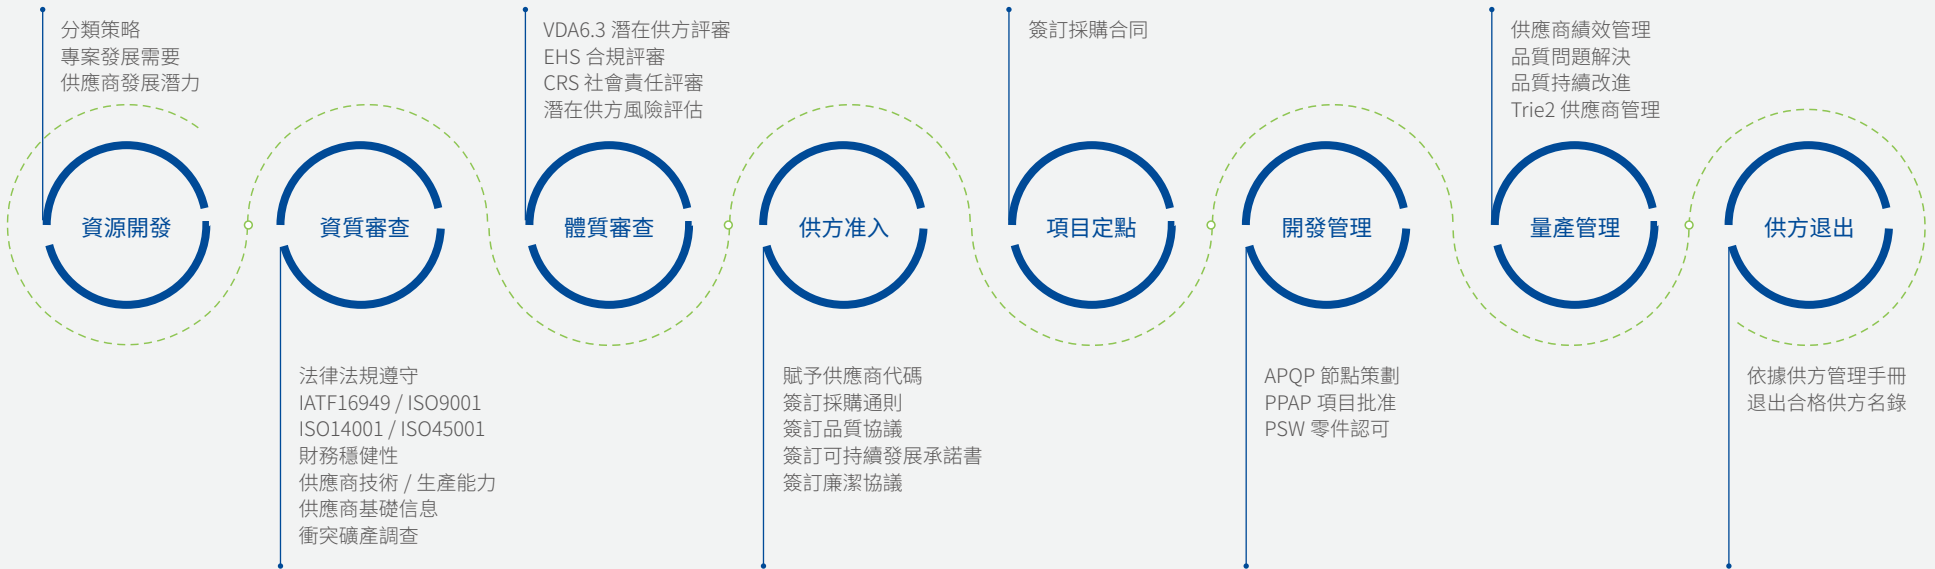 分類策略
專案發展需要
供應商發展潛力
資源開發
資質審查
法律法規遵守
IATF16949 / ISO9001
ISO14001 / ISO45001
財務穩健性
供應商技術 / 生產能力
供應商基礎信息
衝突礦產調查
VDA6.3 潛在供方評審
EHS 合規評審
CRS 社會責任評審
潛在供方風險評估
體質審查
供方准入
賦予供應商代碼
簽訂採購通則
簽訂品質協議
簽訂可持續發展承諾書
簽訂廉潔協議
簽訂採購合同
項目定點
開發管理
APQP 節點策劃
PPAP 項目批准
PSW 零件認可
供應商績效管理
品質問題解決
品質持續改進
Trie2 供應商管理
量產管理
供方退出
依據供方管理手冊
退出合格供方名錄